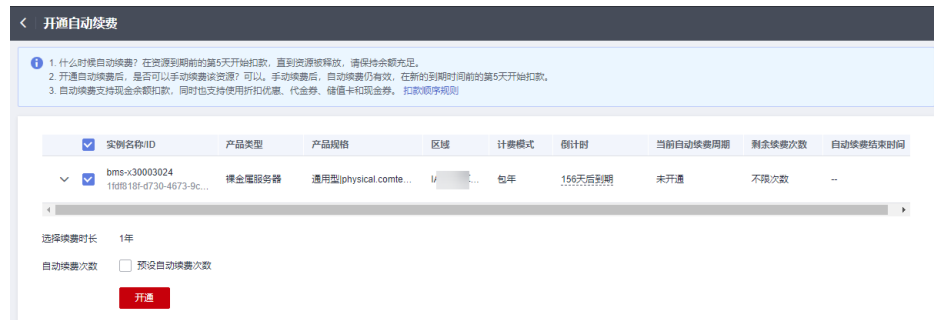 开通自动续费
1. 什么时候自动续费？在资源到期前的第5天开始扣款，直到资源被释放，请保持余额充足。
2. 开通自动续费后，是否可以手动续费该资源？可以。手动续费后，自动续费仍有效，在新的到期时间前的第5天开始扣款。
3. 自动续费支持现金余额扣款，同时也支持使用折扣优惠、代金券、储值卡和现金券。 扣款顺序规则
实例名称/ID 产品类型 产品规格 区域 计费模式 倒计时 当前自动续费周期 剩余续费次数 自动续费结束时间
bms-x30003024
1fdf818f-d730-4673-9c... 裸金属服务器 通用型|physical.comte... 包年 156天后到期 未开通 不限次数 --
选择续费时长 1年
自动续费次数 预设自动续费次数
开通